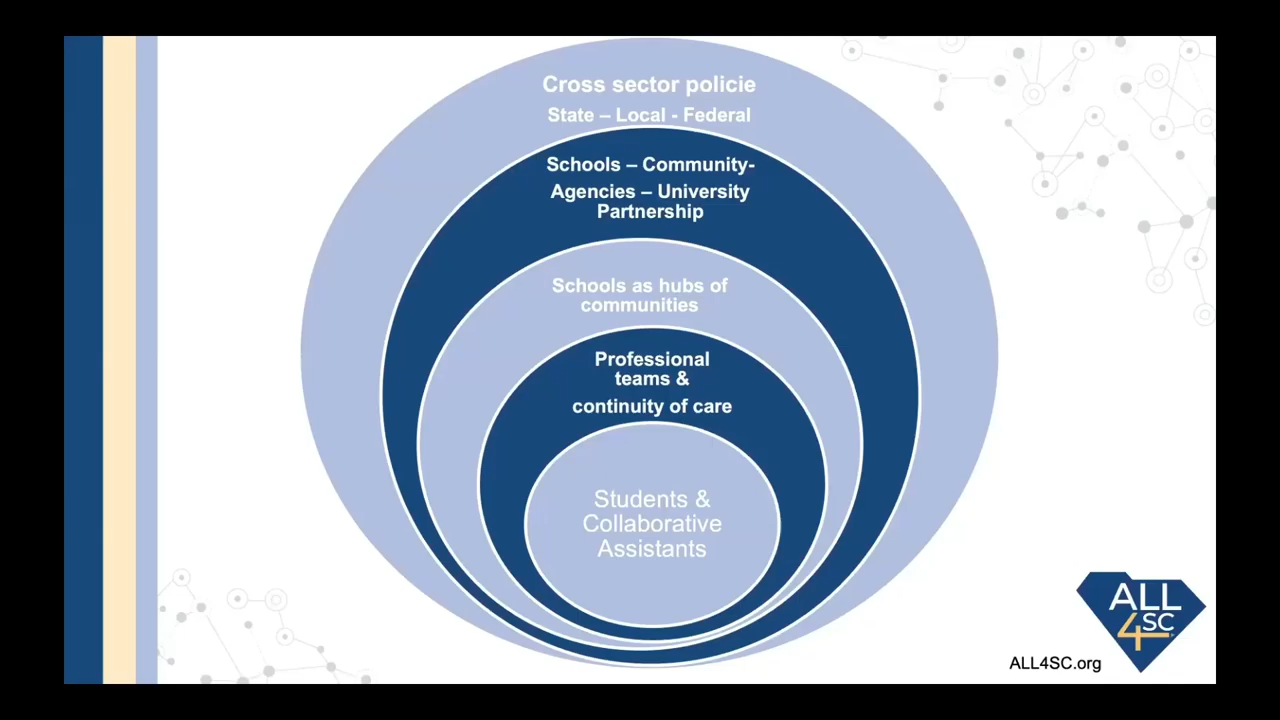 Cross sector policie
State – Local - Federal
Schools – Community-
Agencies – University
Partnership
Schools as hubs of
communities
Professional
teams &
continuity of care
Students &
Collaborative
Assistants
ALL
4SC
ALL4SC.org